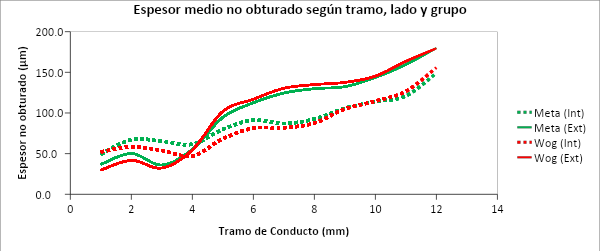 Espesor medio no obturado según tramo, lado y grupo
Espesor no obturado (µm)
200.0
150.0
100.0
50.0
0.0
0 2 4 6 8 10 12 14
Tramo de Conducto (mm)
Meta (Int)
Meta (Ext)
Wog (Int)
Wog (Ext)